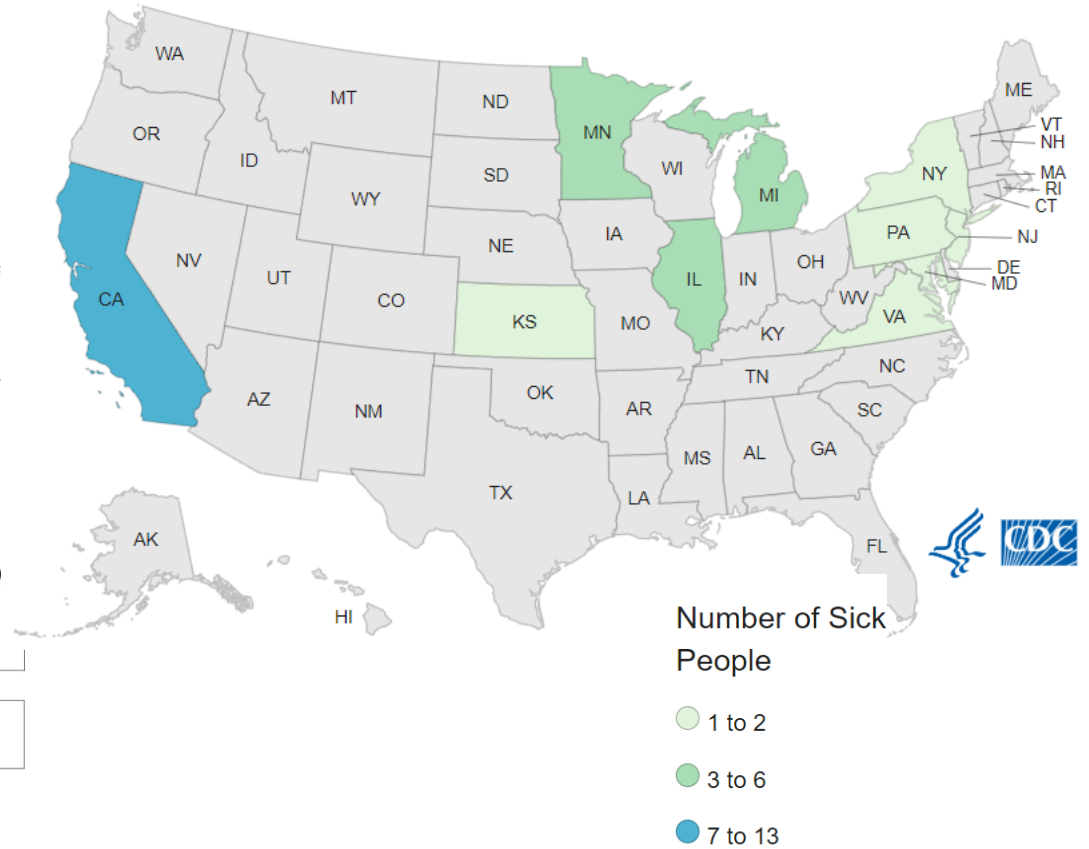 WA
MT
ND
MN
ME
VT
NH
OR
ID
SD
WI
NY
MA
RI
CT
WY
MI
IA
PA
NJ
NE
NV
UT
CO
IL
IN
OH
DE
MD
WV
CA
KS
MO
KY
VA
AZ
NM
OK
TN
NC
AR
SC
MS
AL
GA
TX
LA
AK
FL
CDC
HI
Number of Sick
People
1 to 2
3 to 6
7 to 13